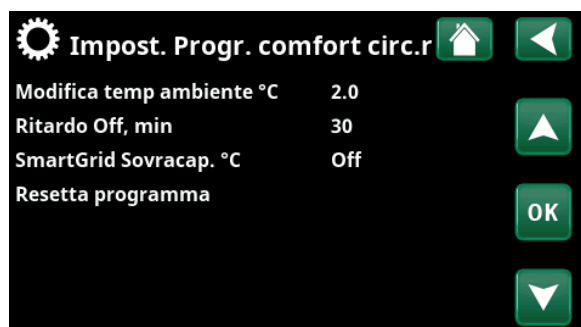 Impost. Progr. comfort circ.r
Modifica temp ambiente °C 2.0
Ritardo Off, min 30
SmartGrid Sovracap. °C Off
Resetta programma
OK